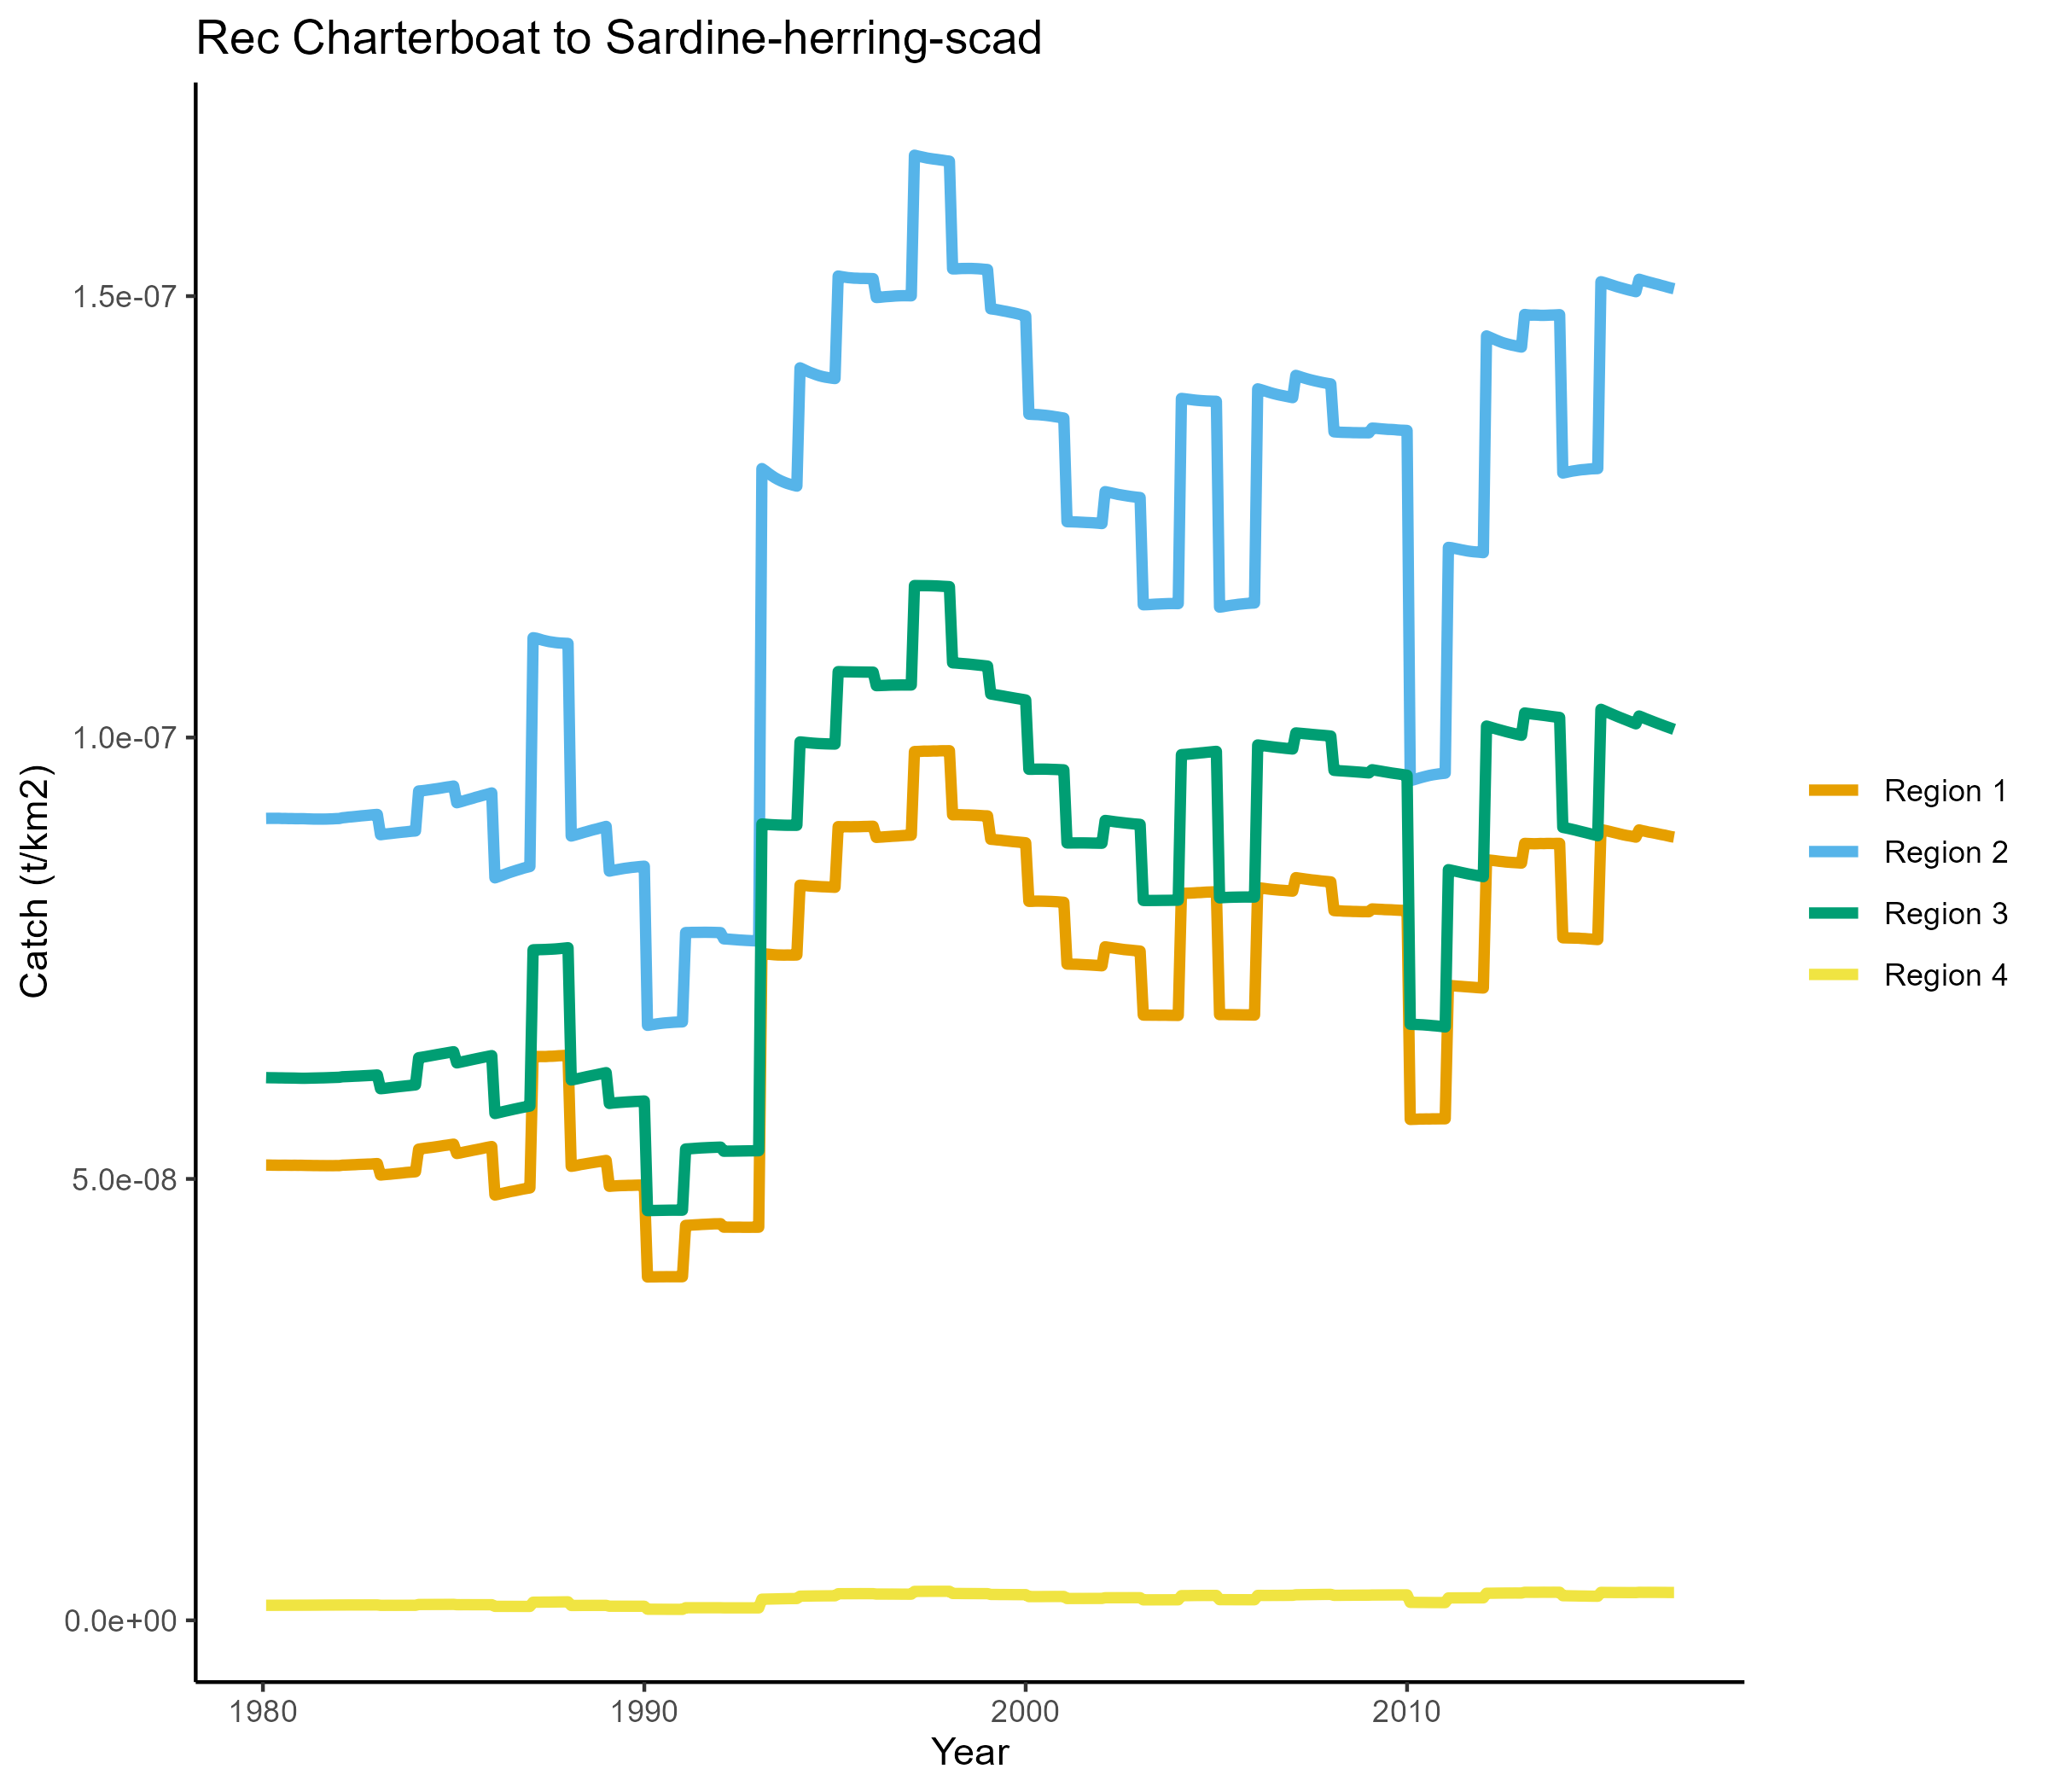 Rec Charterboat to Sardine-herring-scad
Catch (t/km2)
1.5e-07
1.0e-07
5.0e-08
0.0e+00
1980
1990
2000
2010
Year
Region 1
Region 2
Region 3
Region 4